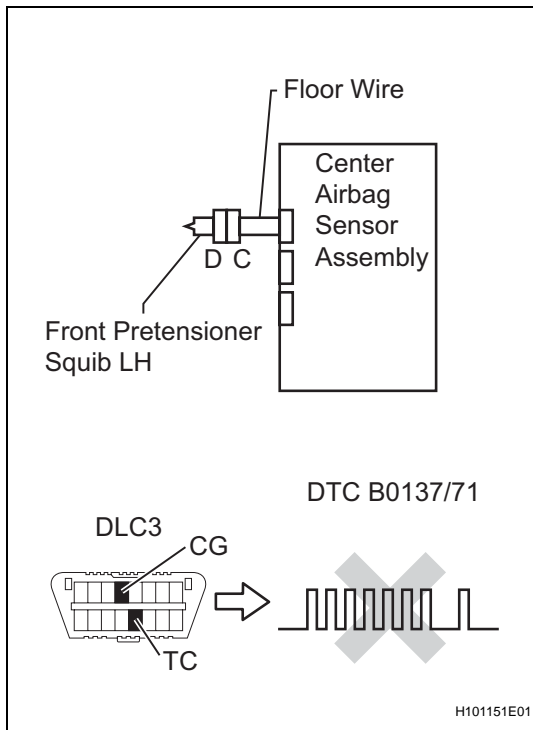 Floor Wire
Center
Airbag
Sensor
Assembly
D C
Front Pretensioner
Squib LH
DTC B0137/71
DLC3
CG
TC
H101151E01